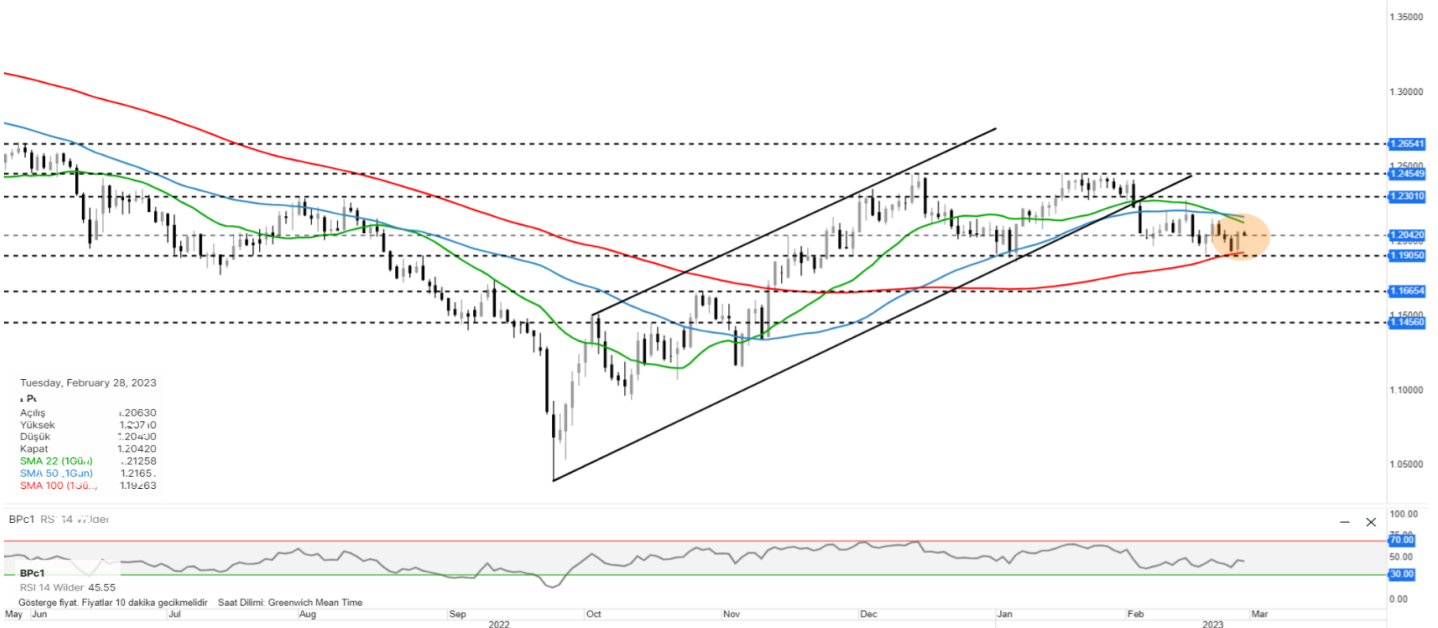 1.35000
1.30000
1.26541
1.25000
1.24549
1.23010
1.20420
1.19050
1.16654
1.15000
1.14560
1.10000
1.05000
Tuesday, February 28, 2023
Açılış 1.20630
Yüksek
Düşük
Kapat 1.20420
SMA 22
SMA 50
SMA 100
BPc1 RSI 14 Wilder
100.00
70.00
50.00
30.00
0.00
BPc1
RSI 14 Wilder 45.55
Gösterge fiyat. Fiyatlar 10 dakika gecikmelidir Saat Dilimi: Greenwich Mean Time
May Jun Jul Aug Sep Oct Nov Dec Jan Feb Mar
2022 2023